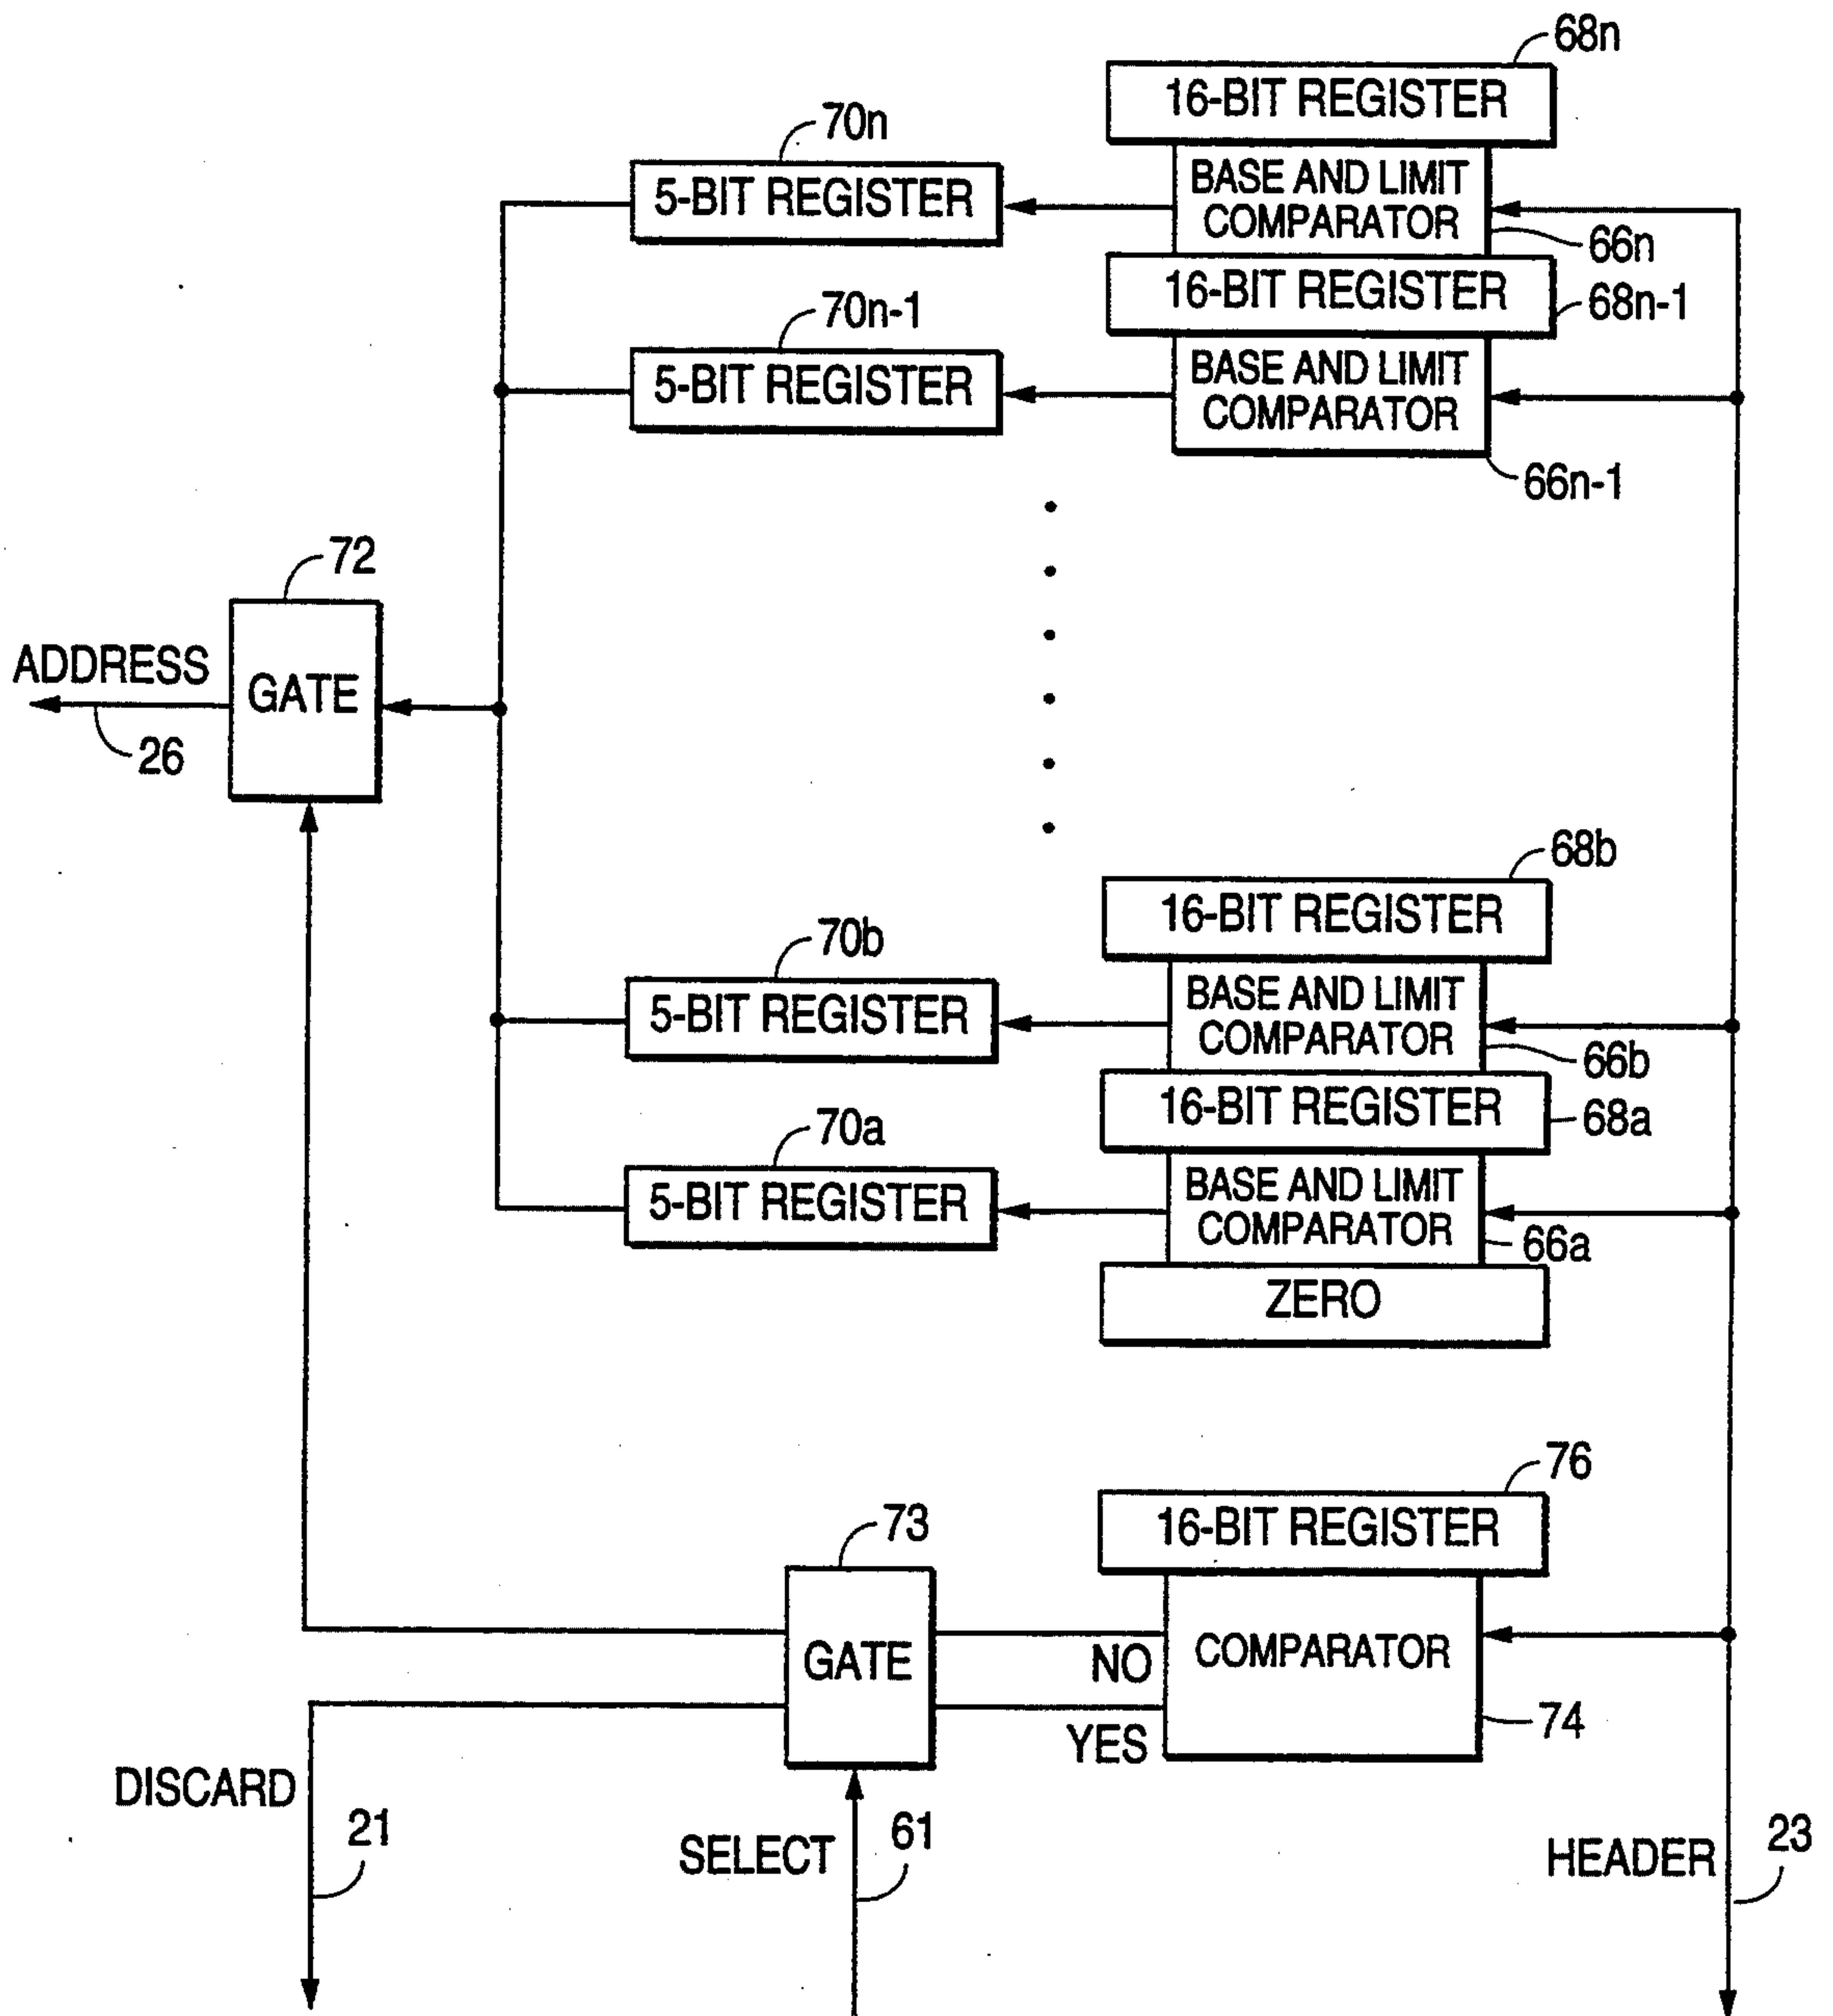 68n
16-BIT REGISTER
70n
5-BIT REGISTER
BASE AND LIMIT
COMPARATOR
66n
16-BIT REGISTER
68n-1
70n-1
5-BIT REGISTER
BASE AND LIMIT
COMPARATOR
66n-1
72
ADDRESS
GATE
26
68b
16-BIT REGISTER
70b
5-BIT REGISTER
BASE AND LIMIT
COMPARATOR
66b
16-BIT REGISTER
68a
70a
5-BIT REGISTER
BASE AND LIMIT
COMPARATOR
66a
ZERO
76
16-BIT REGISTER
73
GATE
NO
YES
COMPARATOR
74
DISCARD
21
SELECT
61
HEADER
23